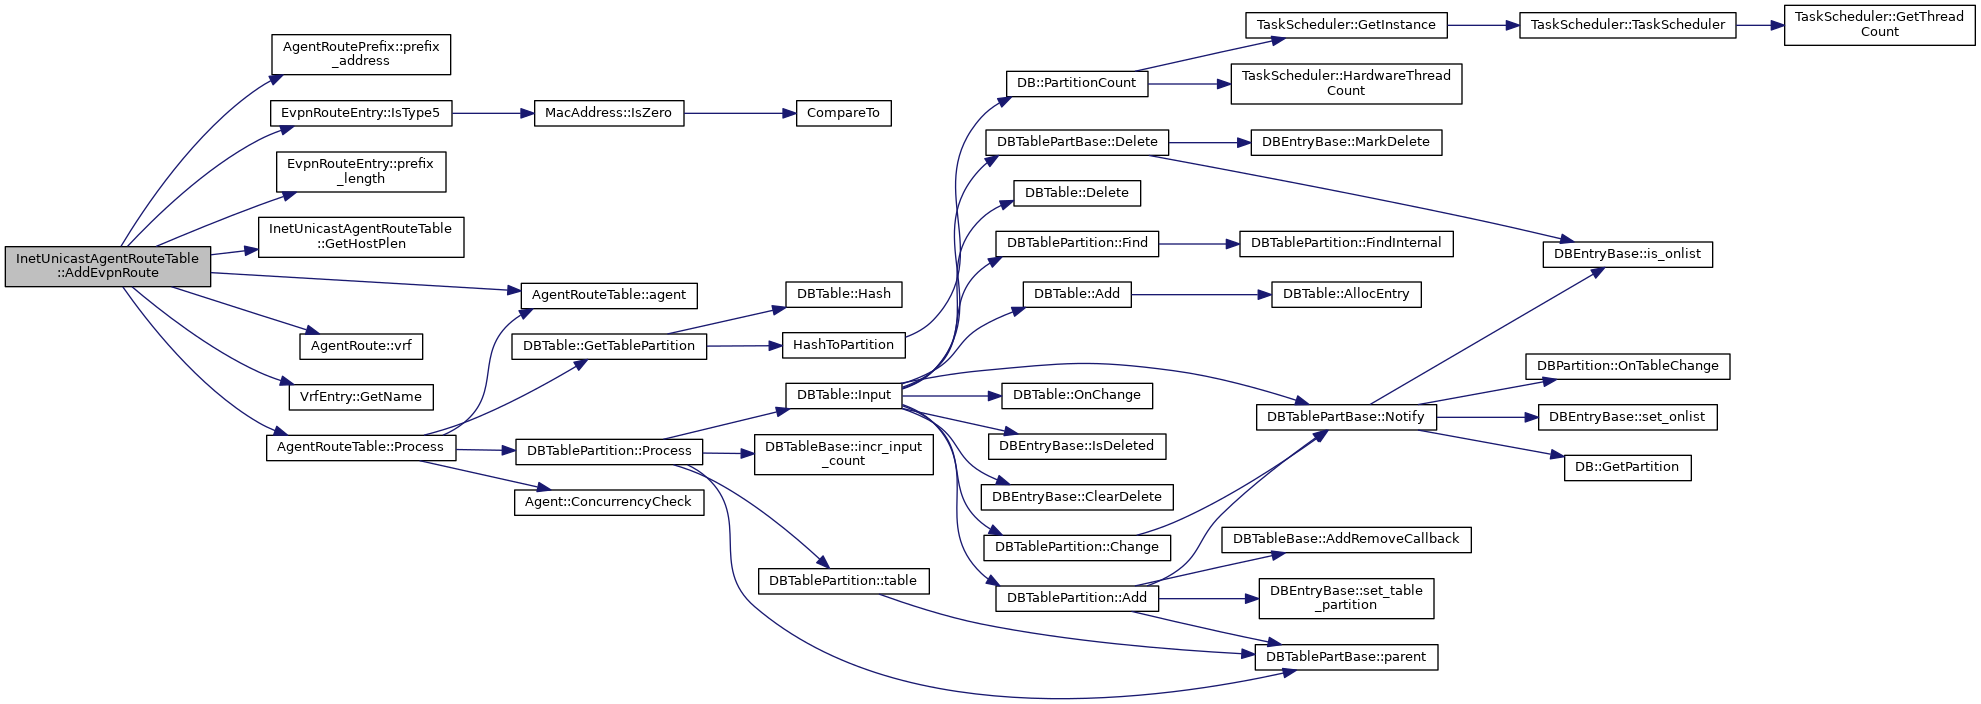 InetUnicastAgentRouteTable
::AddEvpnRoute
AgentRoutePrefix::prefix
_address
EvpnRouteEntry::IsType5
EvpnRouteEntry::prefix
_length
InetUnicastAgentRouteTable
::GetHostPlen
AgentRoute::vrf
VrfEntry::GetName
AgentRouteTable::Process
MacAddress::IsZero
AgentRouteTable::agent
DBTable::GetTablePartition
DBTablePartition::Process
Agent::ConcurrencyCheck
CompareTo
DBTable::Hash
HashToPartition
DBTable::Input
DBTableBase::incr_input
_count
DBTablePartition::table
DB::PartitionCount
DBTablePartBase::Delete
DBTable::Delete
DBTablePartition::Find
DBTable::Add
DBTable::OnChange
DBEntryBase::IsDeleted
DBEntryBase::ClearDelete
DBTablePartition::Change
DBTablePartition::Add
TaskScheduler::GetInstance
TaskScheduler::HardwareThread
Count
DBEntryBase::MarkDelete
DBTablePartition::FindInternal
DBTable::AllocEntry
DBTablePartBase::Notify
DBTableBase::AddRemoveCallback
DBEntryBase::set_table
_partition
DBTablePartBase::parent
TaskScheduler::TaskScheduler
DBEntryBase::is_onlist
DBPartition::OnTableChange
DBEntryBase::set_onlist
DB::GetPartition
TaskScheduler::GetThread
Count